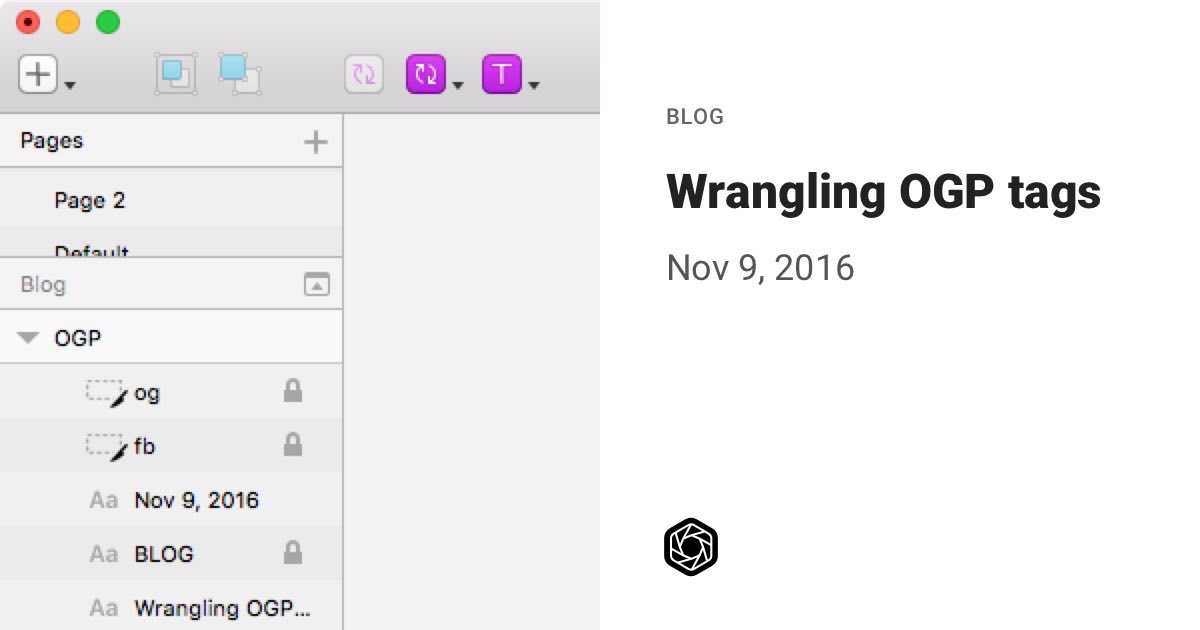 T
Pages
Page 2
Default
Blog
OGP
og
fb
Aa Nov 9, 2016
Aa BLOG
Aa Wrangling OGP...
BLOG
Wrangling OGP tags
Nov 9, 2016